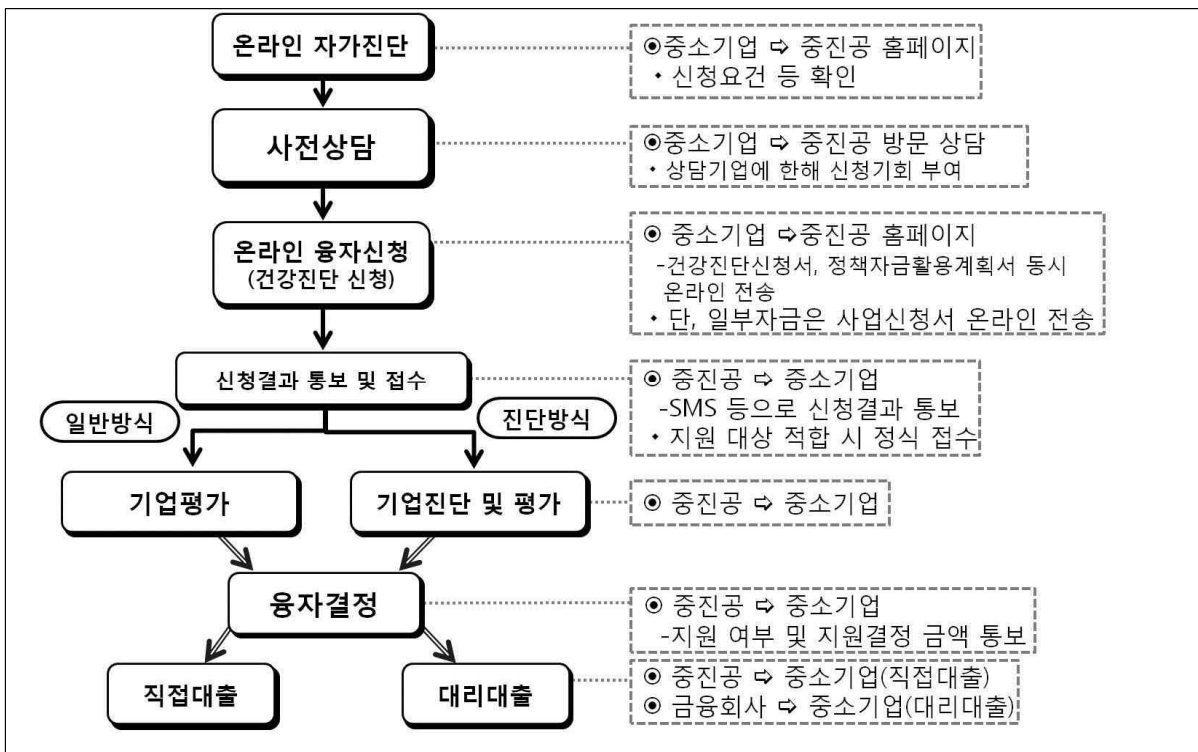 온라인 자가진단
◉중소기업 ⇨ 중진공 홈페이지
・신청요건 등 확인
사전상담
◉중소기업 ⇨ 중진공 방문 상담
・상담기업에 한해 신청기회 부여
온라인 융자신청
(건강진단 신청)
◉ 중소기업 ⇨중진공 홈페이지
-건강진단신청서, 정책자금활용계획서 동시
온라인 전송
・단, 일부자금은 사업신청서 온라인 전송
신청결과 통보 및 접수
◉ 중진공 ⇨ 중소기업
-SMS 등으로 신청결과 통보
・지원 대상 적합 시 정식 접수
일반방식
진단방식
기업평가
기업진단 및 평가
◉ 중진공 ⇨ 중소기업
융자결정
◉ 중진공 ⇨ 중소기업
-지원 여부 및 지원결정 금액 통보
직접대출
대리대출
◉ 중진공 ⇨ 중소기업(직접대출)
◉ 금융회사 ⇨ 중소기업(대리대출)